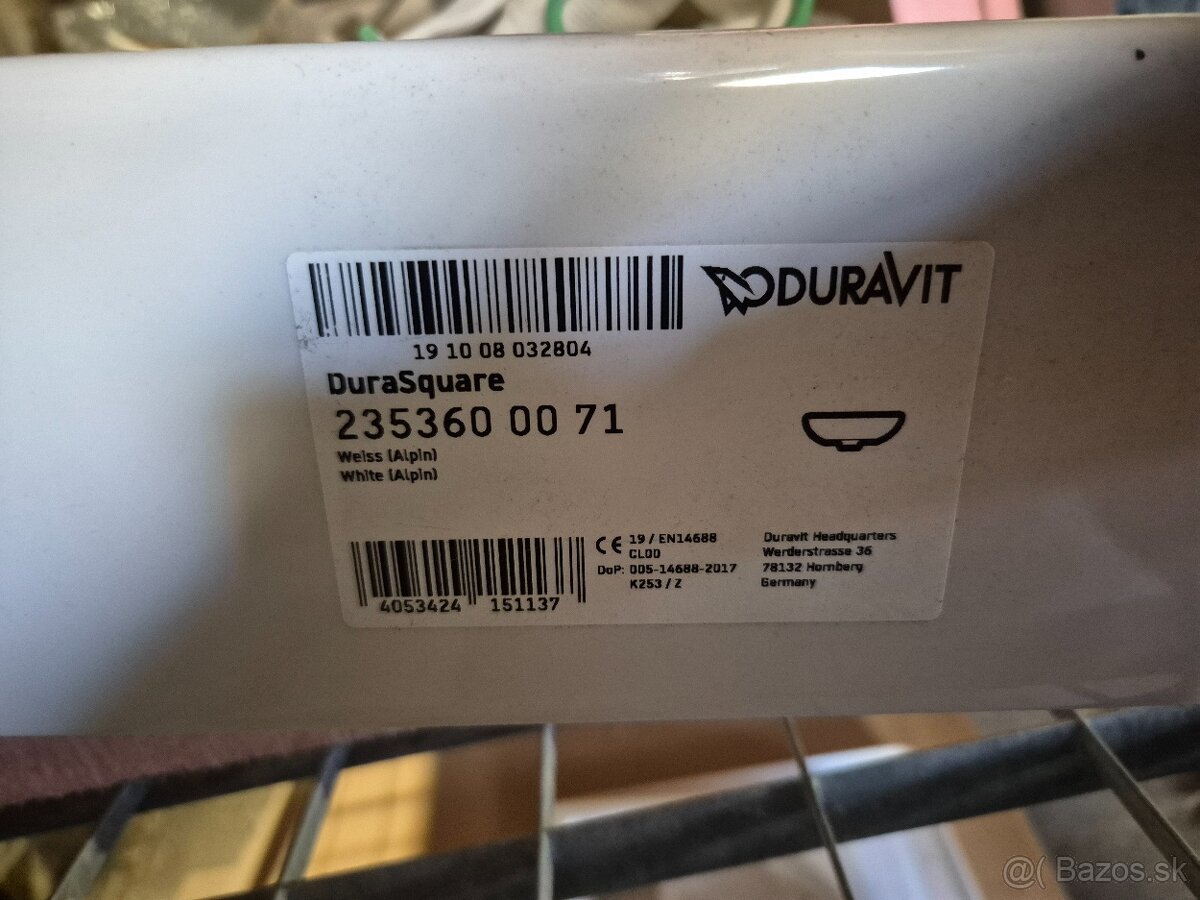 DURAVIT
19 10 08 032804
DuraSquare
235360 00 71
Weiss (Alpin)
White (Alpin)
4053424 151137
CE 19 / EN14688
CL00
DoP: 005-14688-2017
K253 / Z
Duravit Headquarters
Werderstrasse 36
78132 Hornberg
Germany
@( Bazos.sk